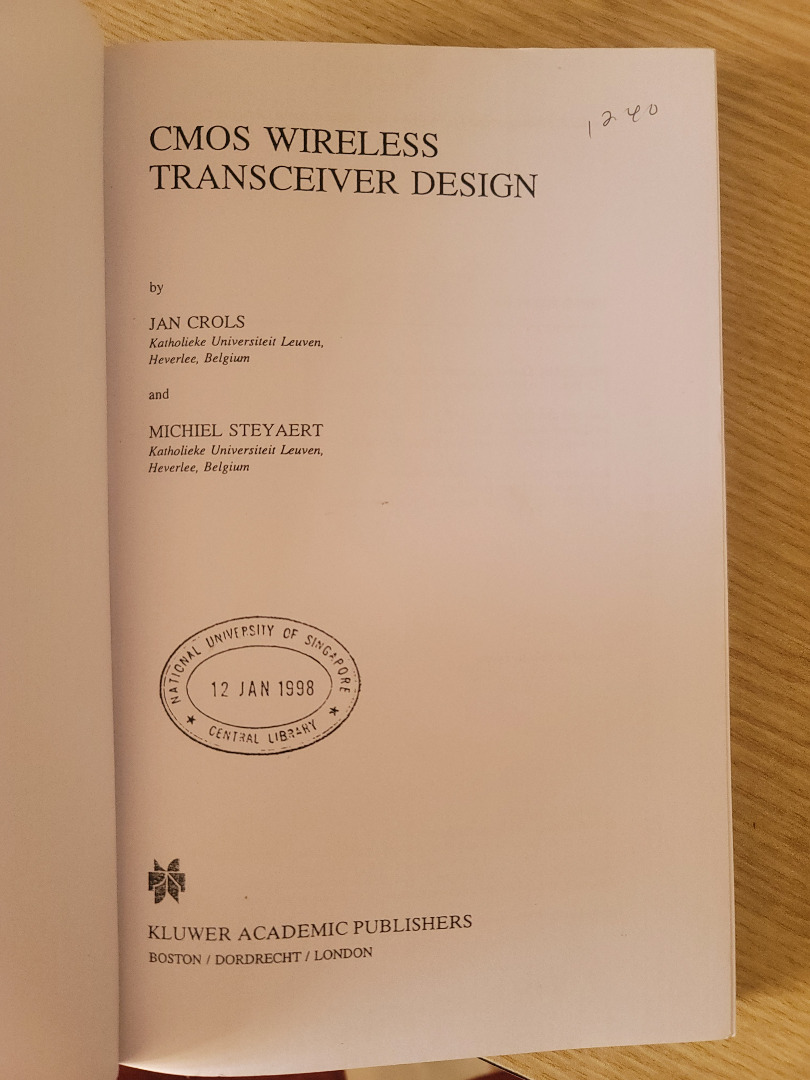 1240
CMOS WIRELESS
TRANSCEIVER DESIGN
by
JAN CROLS
Katholieke Universiteit Leuven,
Heverlee, Belgium
and
MICHIEL STEYAERT
Katholieke Universiteit Leuven,
Heverlee, Belgium
NATIONAL UNIVERSITY OF SINGAPORE
12 JAN 1998
★ CENTRAL LIBRARY ★
KLUWER ACADEMIC PUBLISHERS
BOSTON / DORDRECHT / LONDON